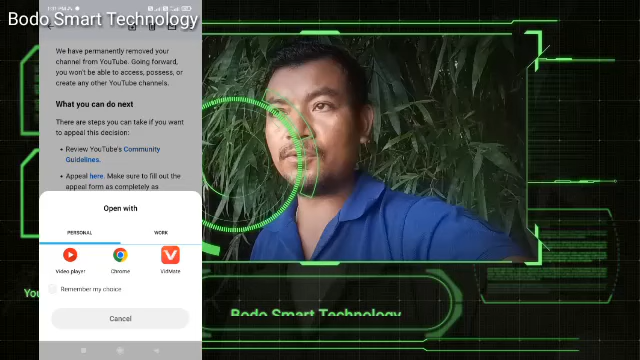 Bodo Smart Technology
We have permanently removed your
channel from YouTube. Going forward,
you won't be able to access, possess, or
create any other YouTube channels.
What you can do next
There are steps you can take if you want
to appeal this decision:
• Review YouTube's Community
Guidelines.
• Appeal here. Make sure to fill out the
appeal form as completely as
Open with
PERSONAL
WORK
Video player
Chrome
VidMate
Remember my choice
Cancel
You
Bodo Smart Technology